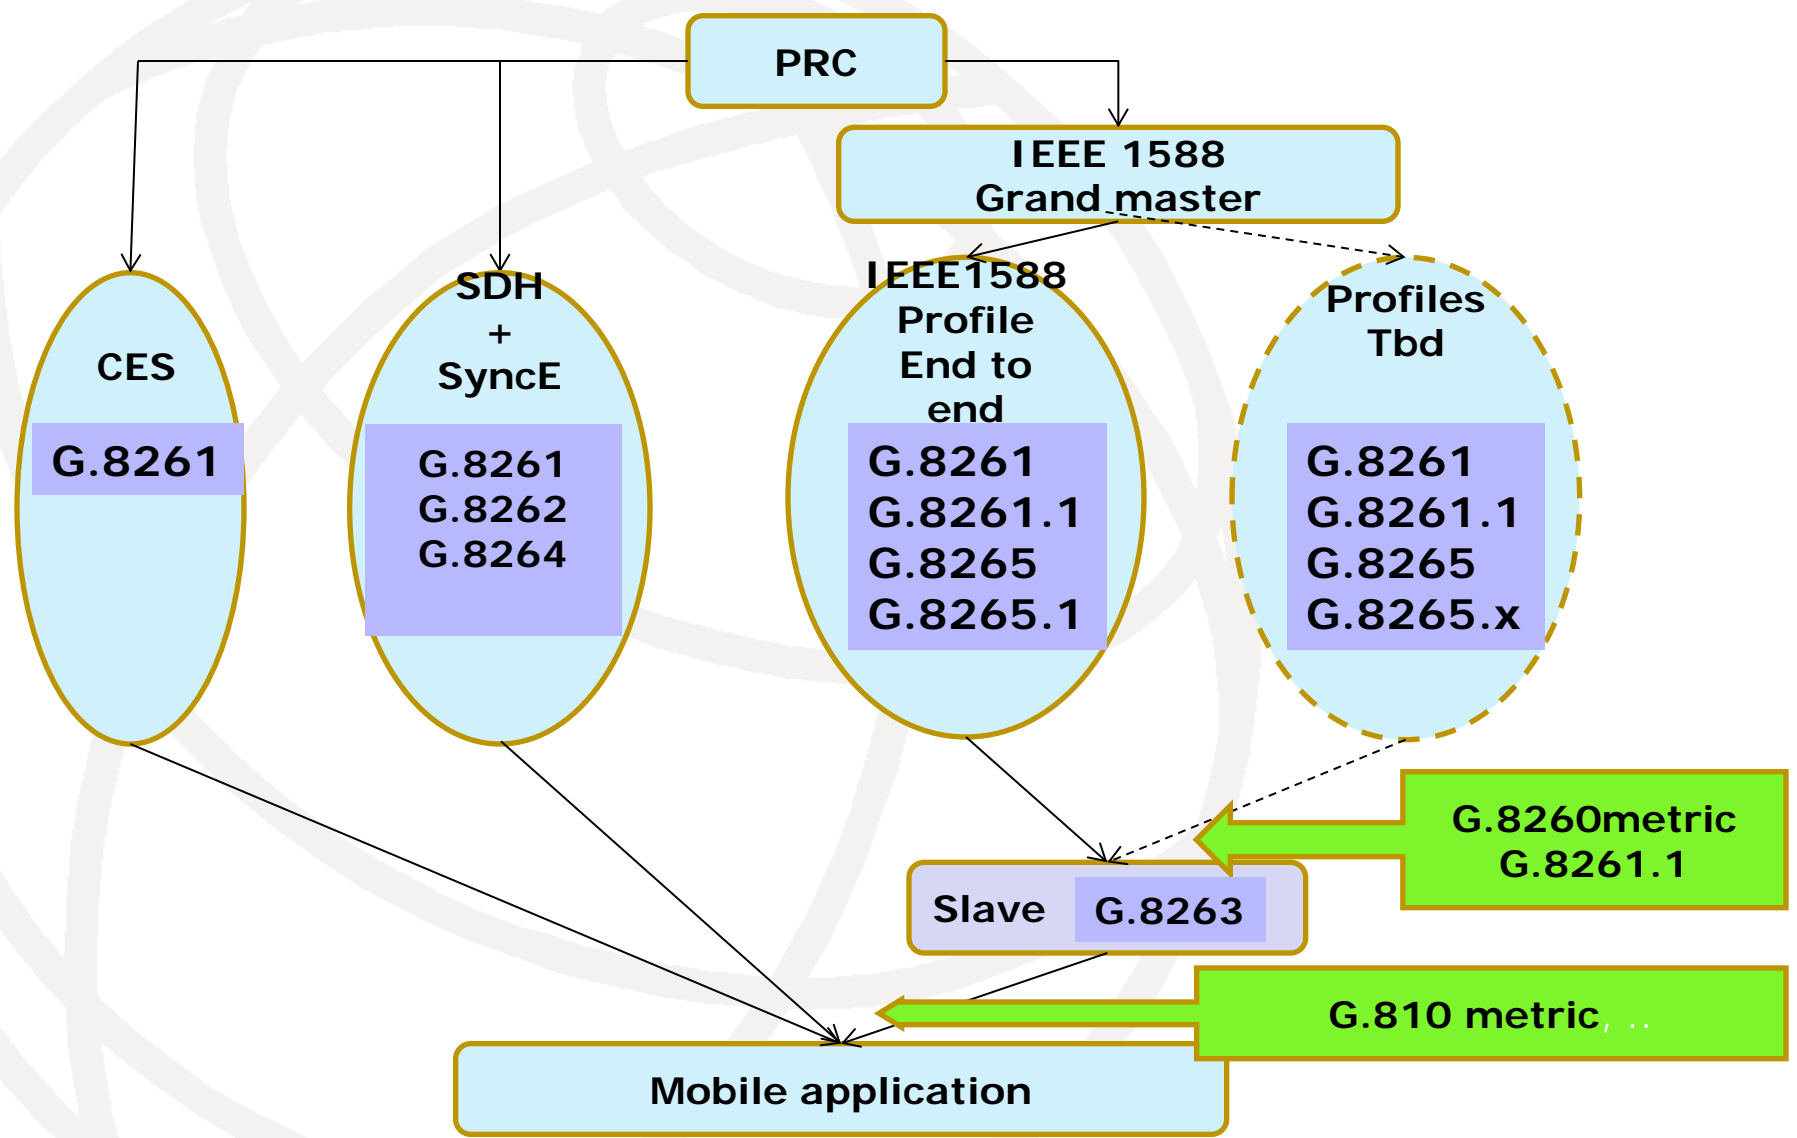 PRC
IEEE 1588
Grand master
CES
G.8261
SDH
+
SyncE
G.8261
G.8262
G.8264
IEEE1588
Profile
End to
end
G.8261
G.8261.1
G.8265
G.8265.1
Profiles
Tbd
G.8261
G.8261.1
G.8265
G.8265.x
G.8260metric
G.8261.1
Slave G.8263
G.810 metric, ..
Mobile application